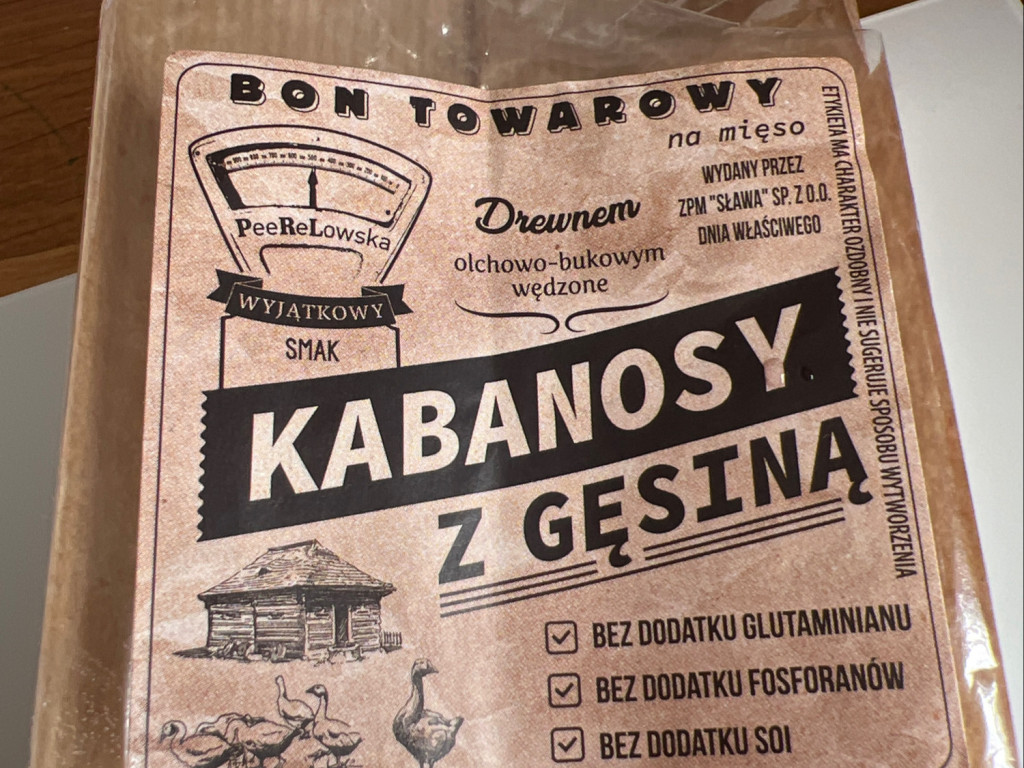 BON TOWAROWY
na mięso
WYDANY PRZEZ
ZPM "SŁAWA" SP. Z O.O.
DNIA WŁAŚCIWEGO
PeeReLowska
WYJĄTKOWY
SMAK
Drewnem
olchowo-bukowym
wędzone
KABANOSY
Z GĘSINĄ
BEZ DODATKU GLUTAMINIANU
BEZ DODATKU FOSFORANÓW
BEZ DODATKU SOI
ETYKIETA MA CHARAKTER OZDOBNY I NIE SUGERUJE SPOSOBU WYTWORZENIA